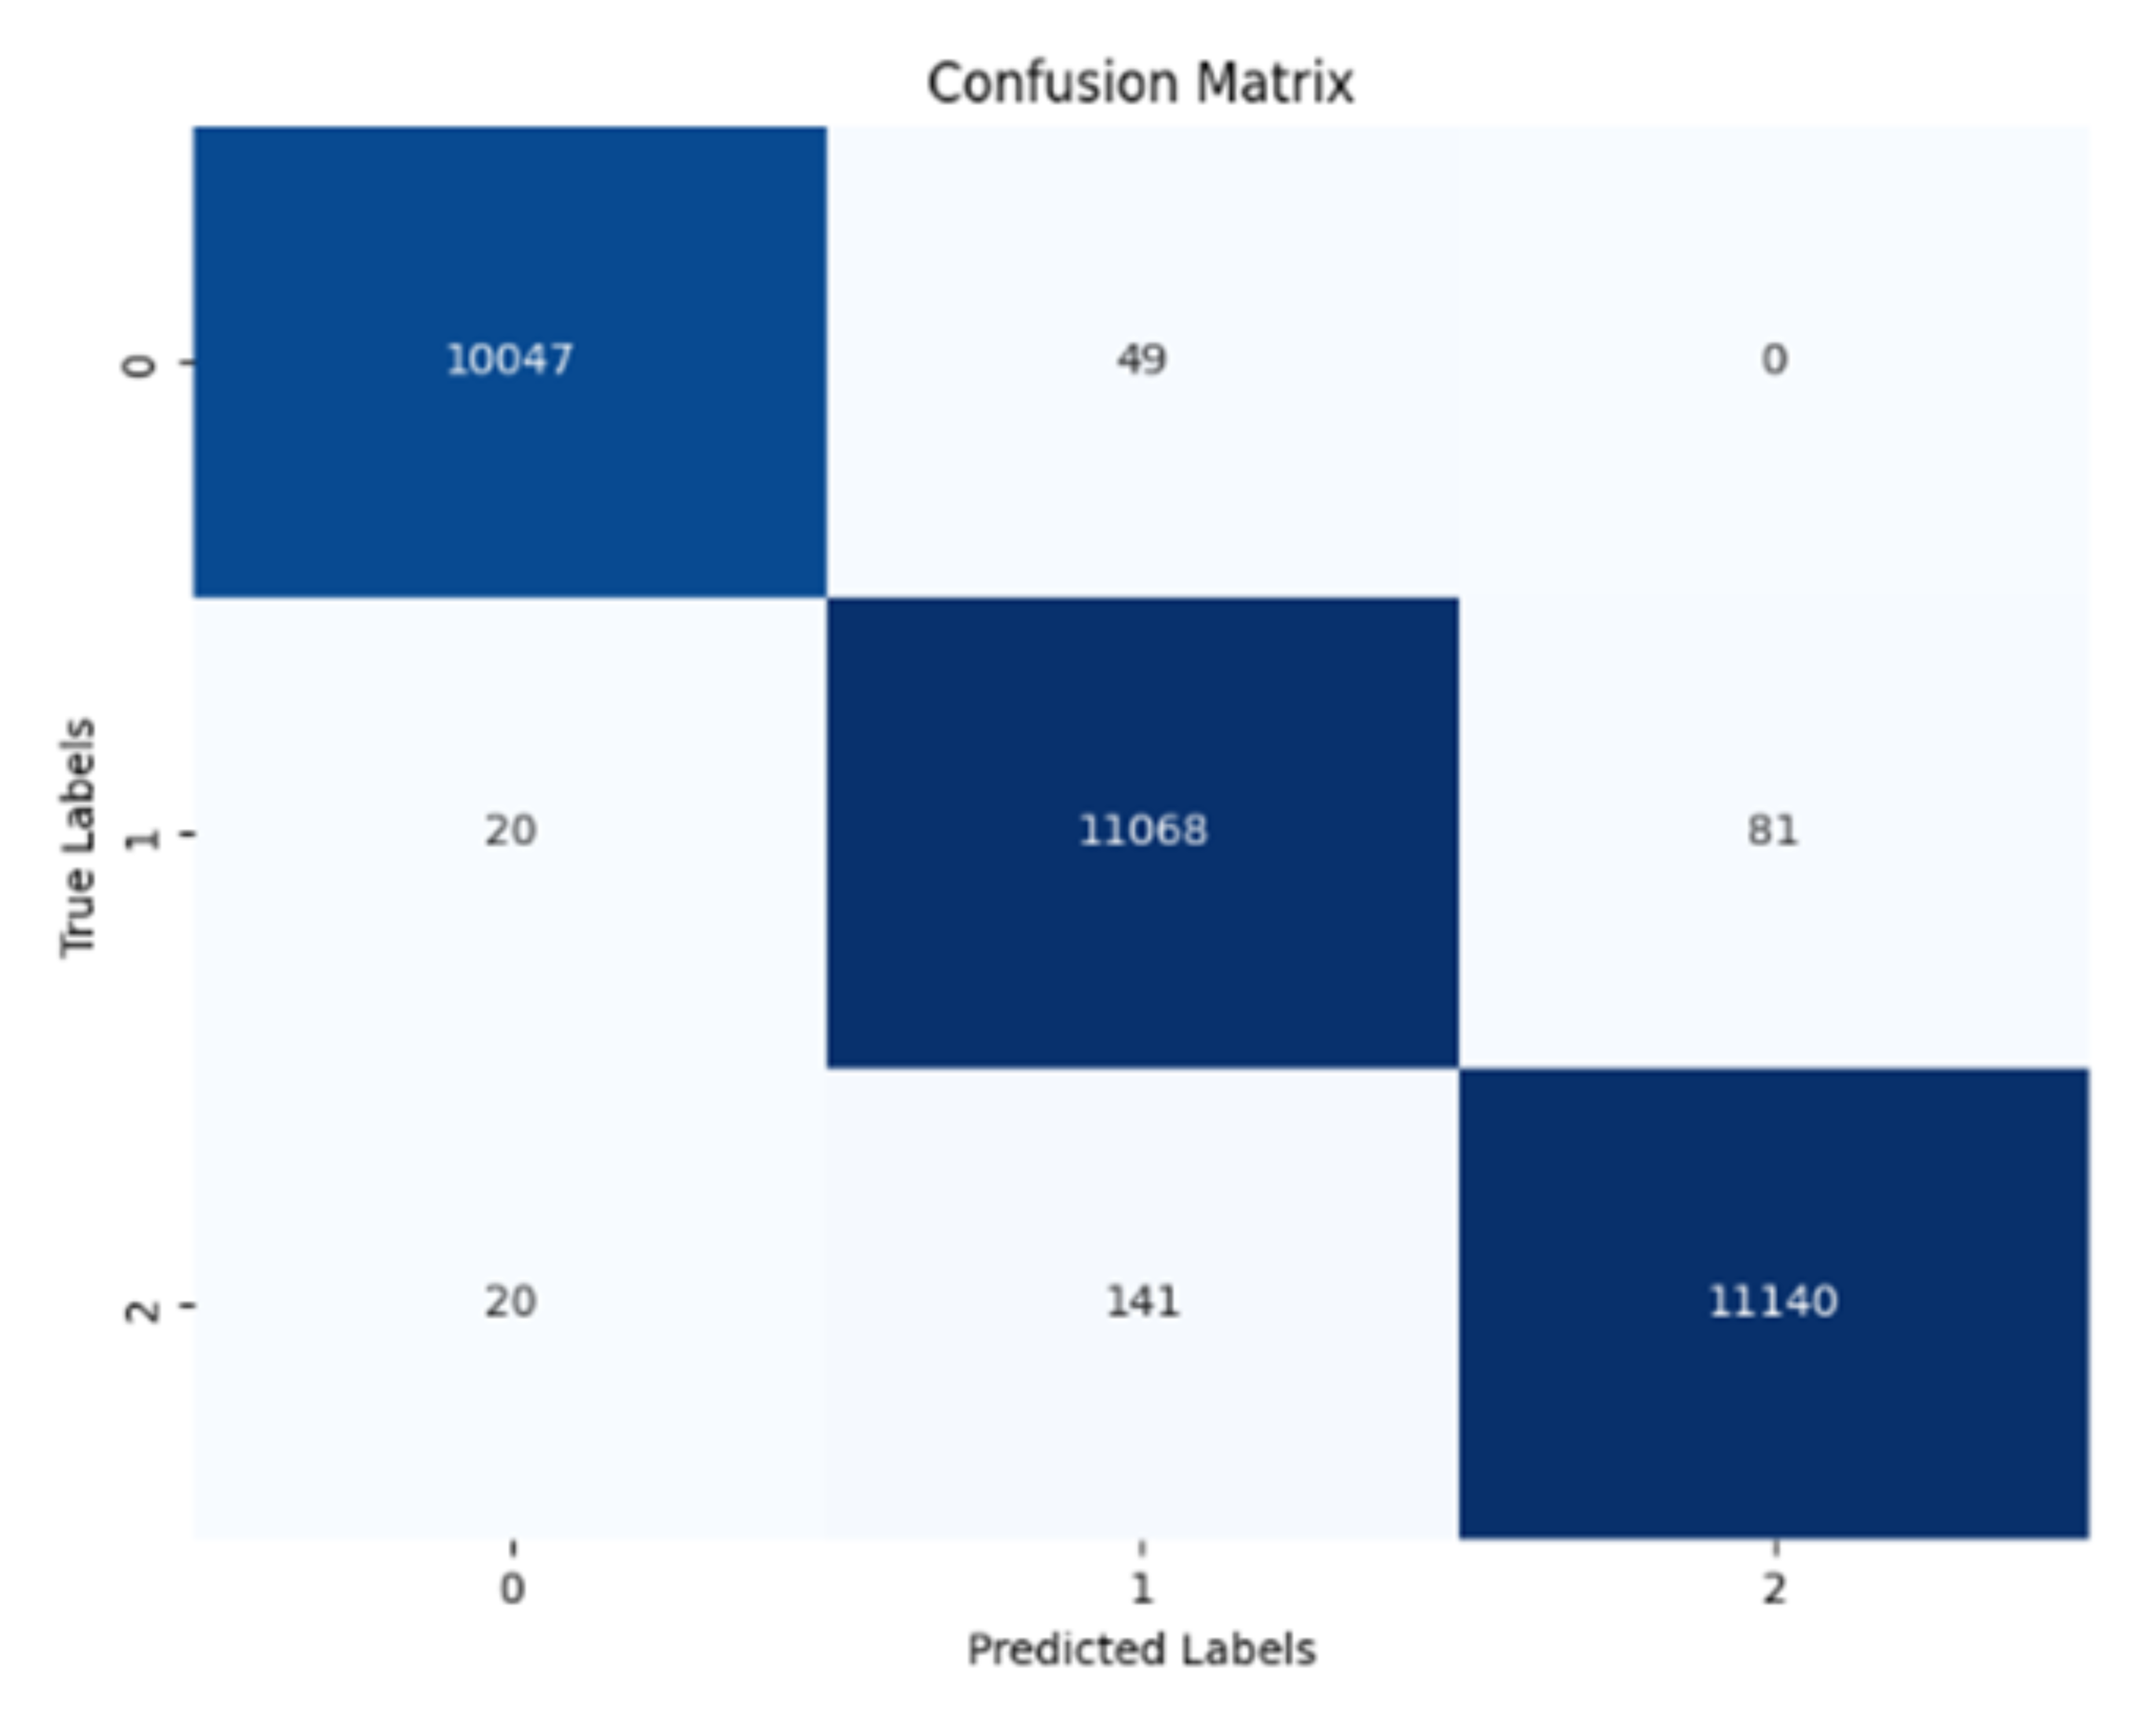 Confusion Matrix
True Labels
0 10047 49 0
1 20 11068 81
2 20 141 11140
0 1 2
Predicted Labels